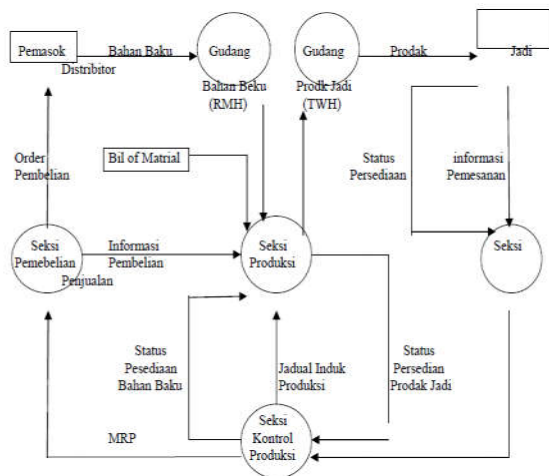 Pemasok
Bahan Baku
Distribitor
Gudang
Bahan Beku
(RMH)
Gudang
Prodk Jadi
(TWH)
Prodak
Jadi
Order
Pembelian
Bil of Matrial
Status
Persediaan
informasi
Pemesanan
Seksi
Pemebelian
Penjualan
Informasi
Pembelian
Seksi
Produksi
Seksi
Status
Pesediaan
Bahan Baku
Jadual Induk
Produksi
Status
Persedian
Prodak Jadi
MRP
Seksi
Kontrol
Produksi